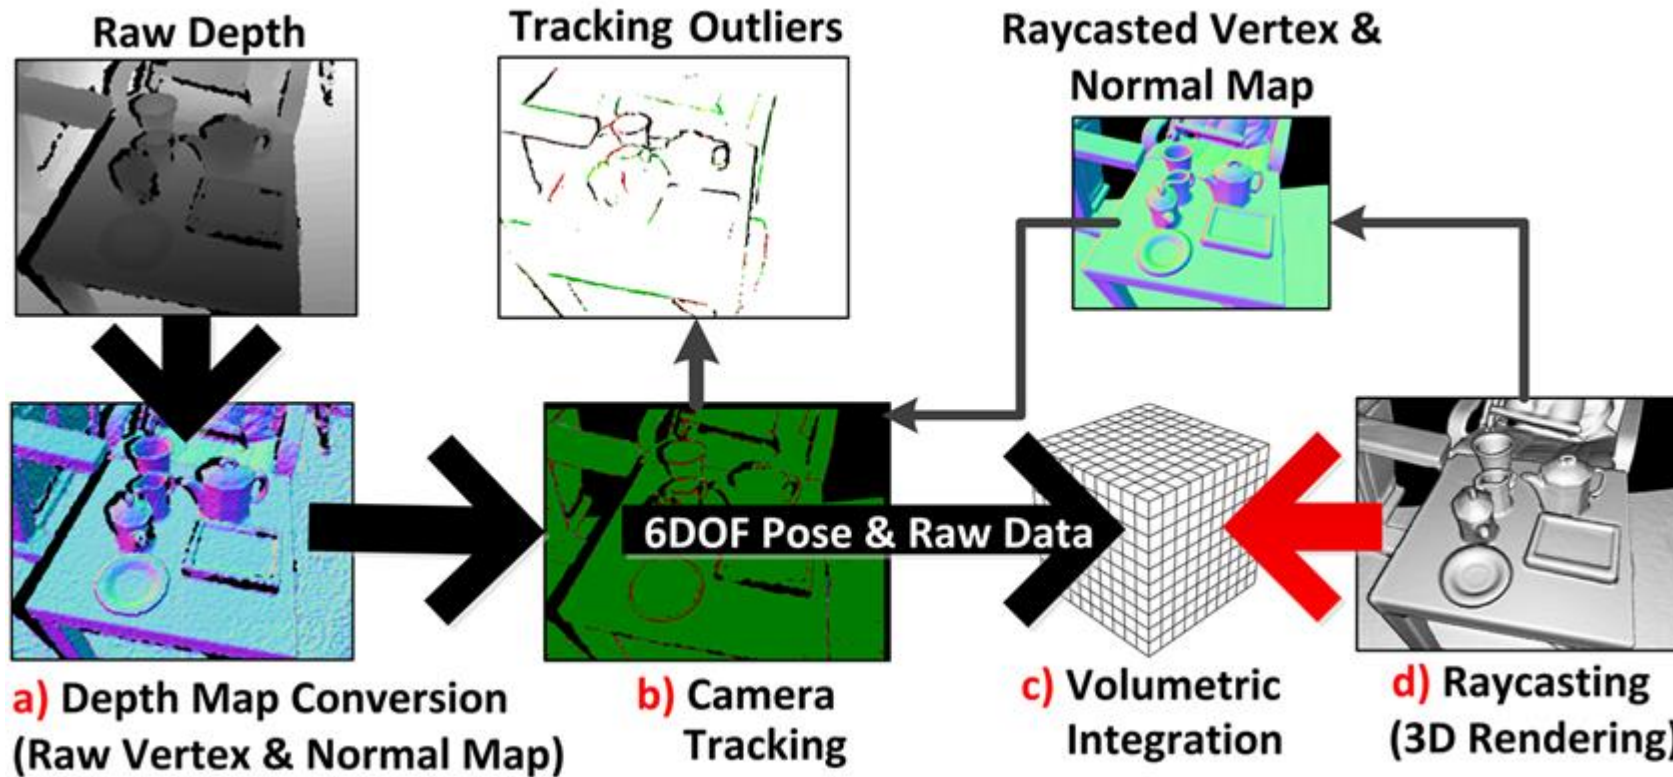 Raw Depth
Tracking Outliers
Raycasted Vertex &
Normal Map
6DOF Pose & Raw Data
a) Depth Map Conversion
(Raw Vertex & Normal Map)
b) Camera
Tracking
c) Volumetric
Integration
d) Raycasting
(3D Rendering)